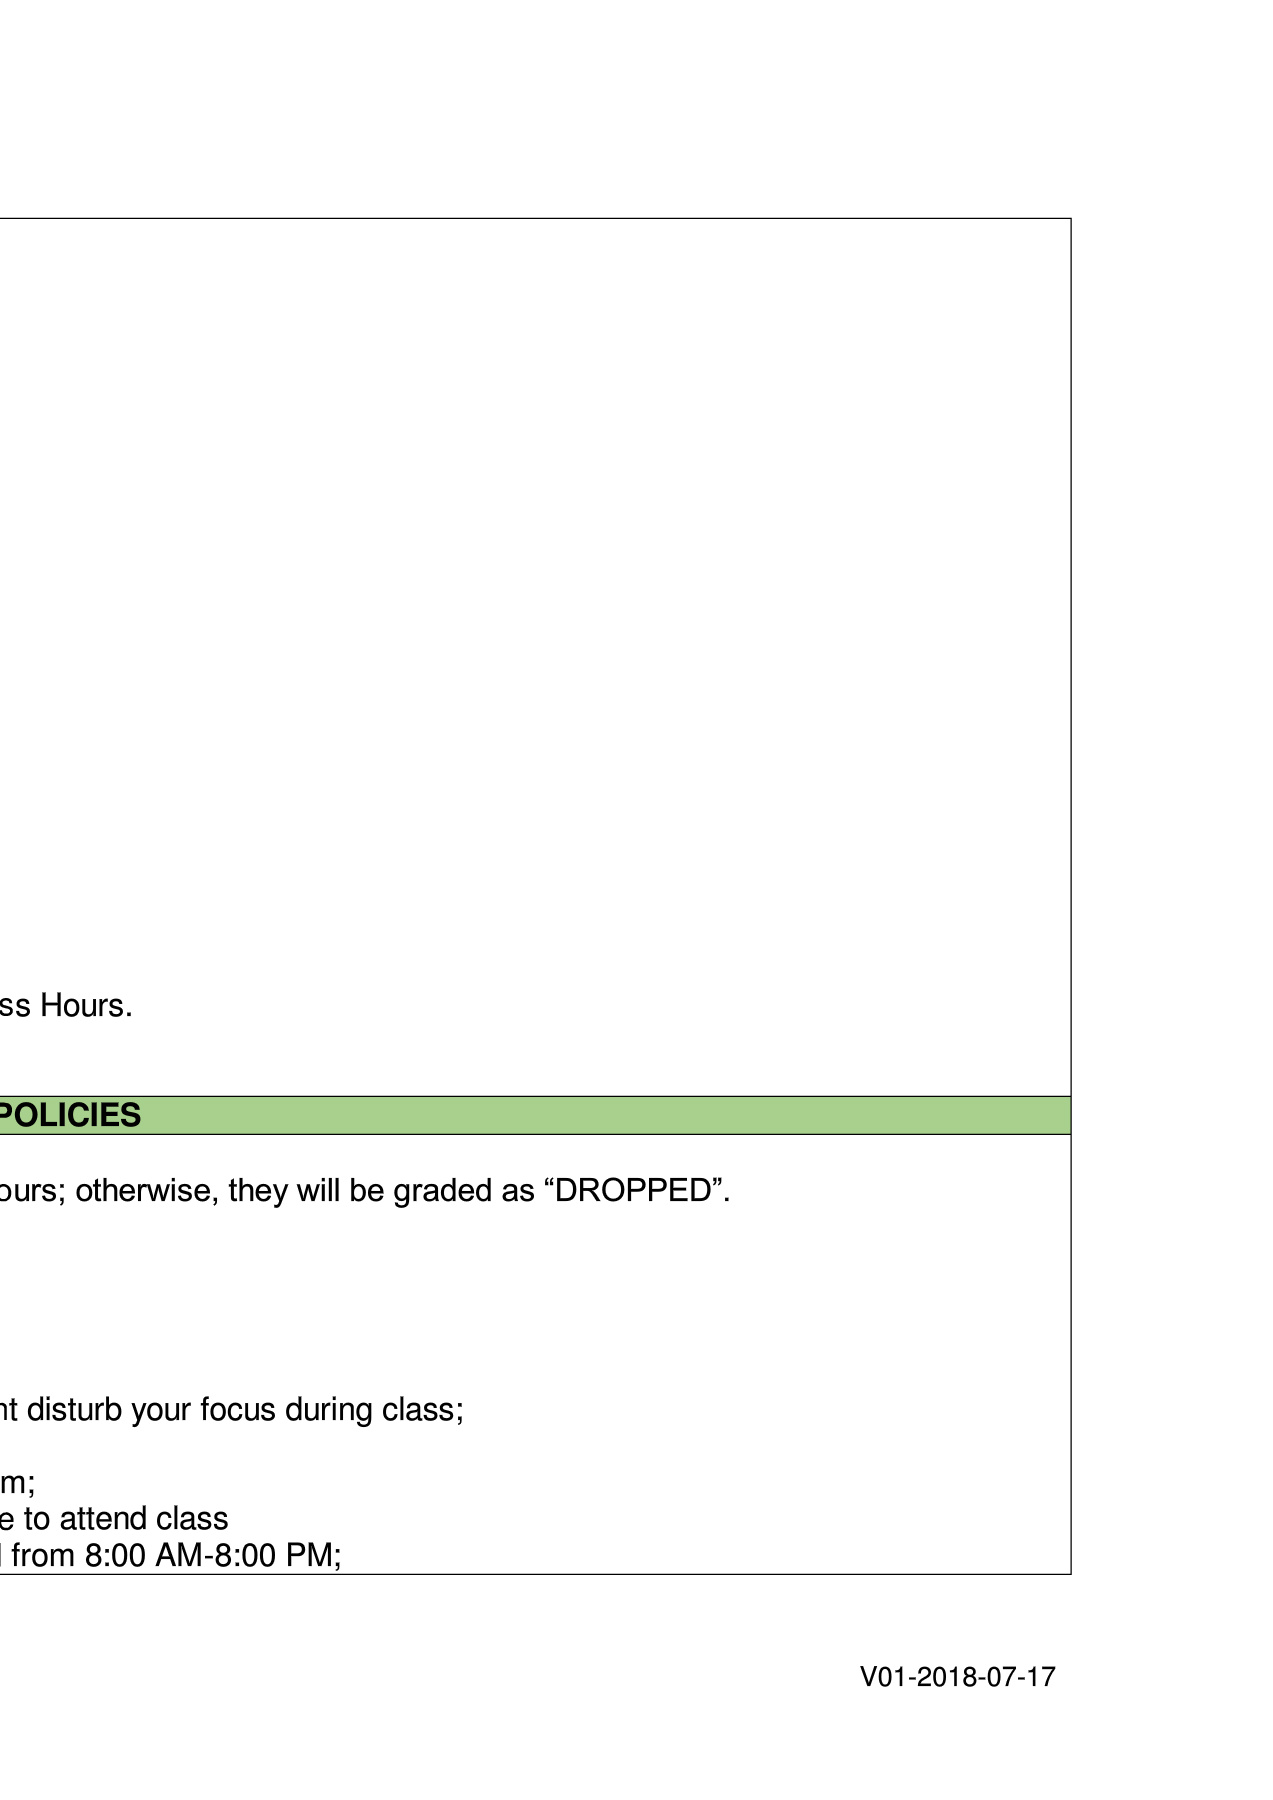 ss Hours.
POLICIES
ours; otherwise, they will be graded as “DROPPED”.
nt disturb your focus during class;
m;
e to attend class
from 8:00 AM-8:00 PM;
V01-2018-07-17